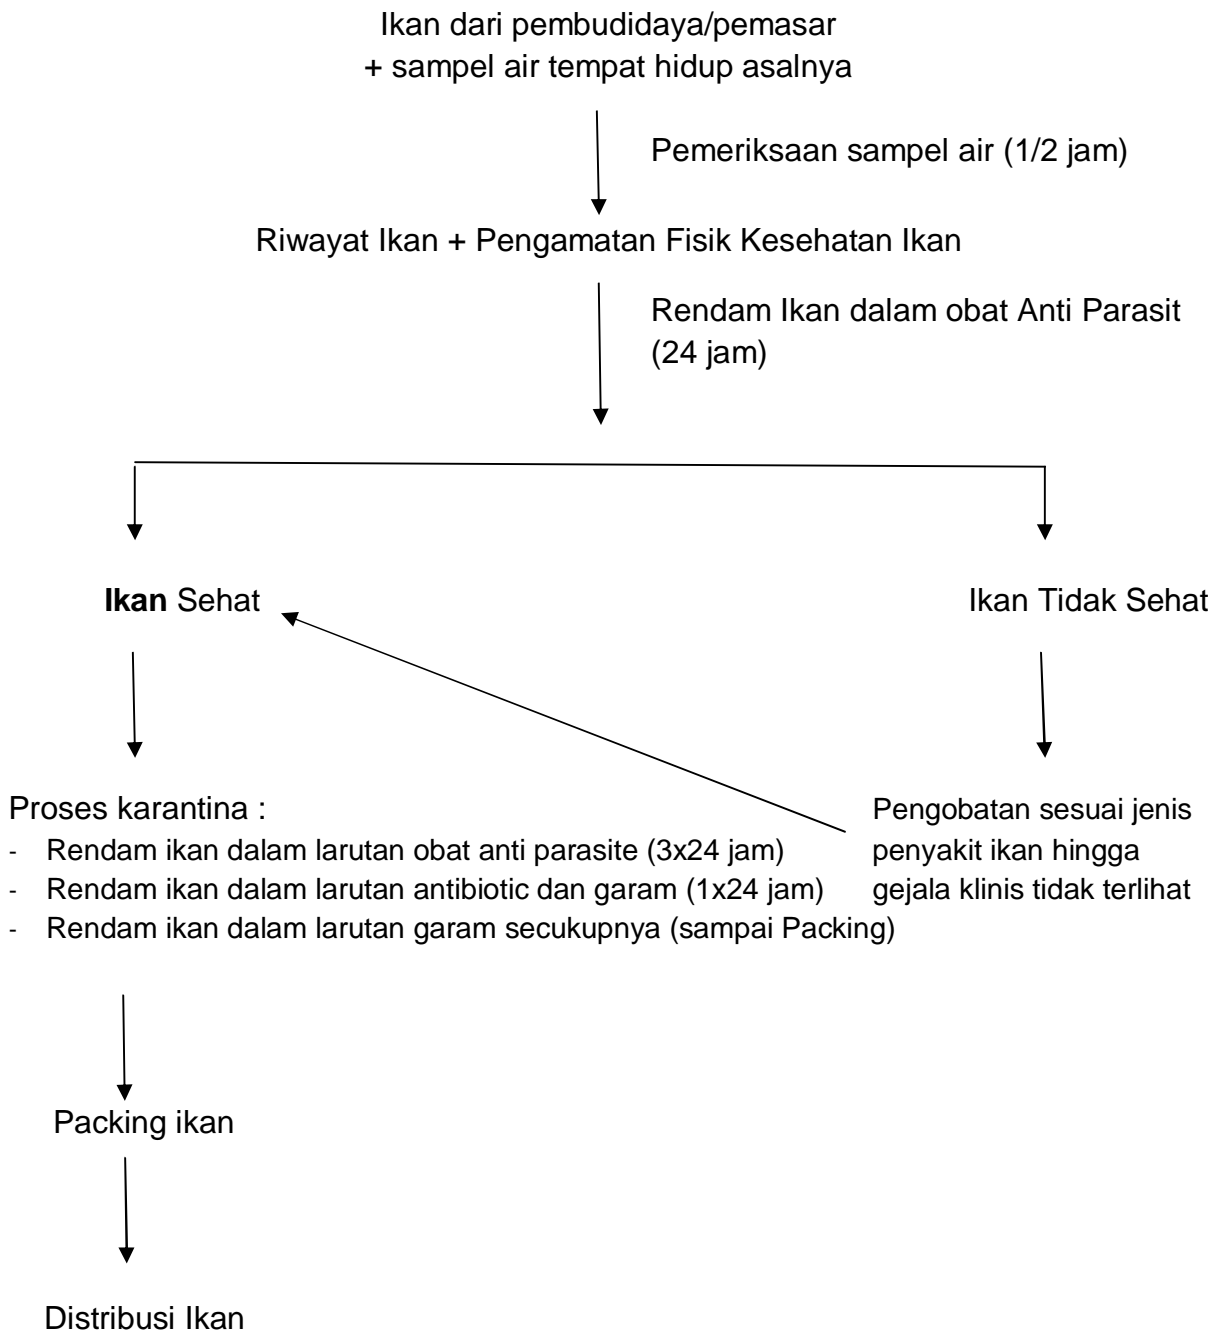 Ikan dari pembudidaya/pemasar
+ sampel air tempat hidup asalnya
Pemeriksaan sampel air (1/2 jam)
Riwayat Ikan + Pengamatan Fisik Kesehatan Ikan
Rendam Ikan dalam obat Anti Parasit
(24 jam)
Ikan Sehat
Ikan Tidak Sehat
Proses karantina :
- Rendam ikan dalam larutan obat anti parasite (3x24 jam)
- Rendam ikan dalam larutan antibiotic dan garam (1x24 jam)
- Rendam ikan dalam larutan garam secukupnya (sampai Packing)
Pengobatan sesuai jenis
penyakit ikan hingga
gejala klinis tidak terlihat
Packing ikan
Distribusi Ikan